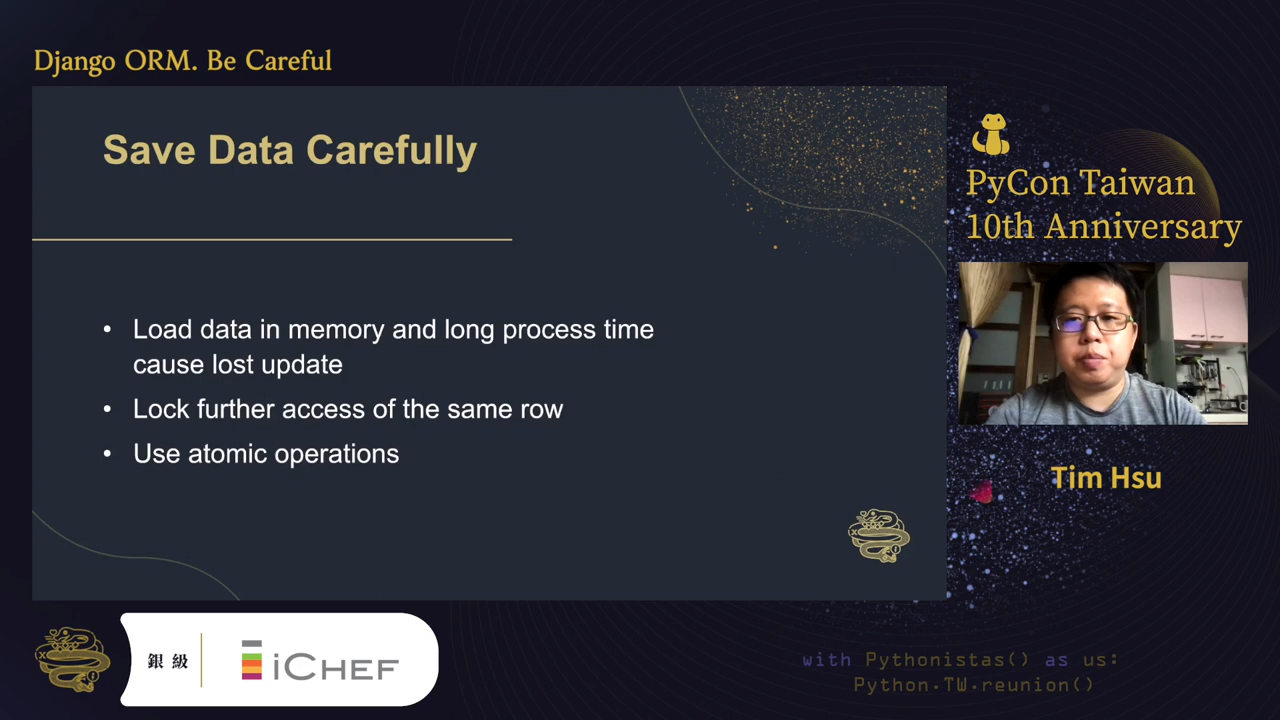 Django ORM. Be Careful
Save Data Carefully
• Load data in memory and long process time
cause lost update
• Lock further access of the same row
• Use atomic operations
PyCon Taiwan
10th Anniversary
Tim Hsu
銀級
iCHEF
with Pythonistas() as us:
Python.TW.reunion()